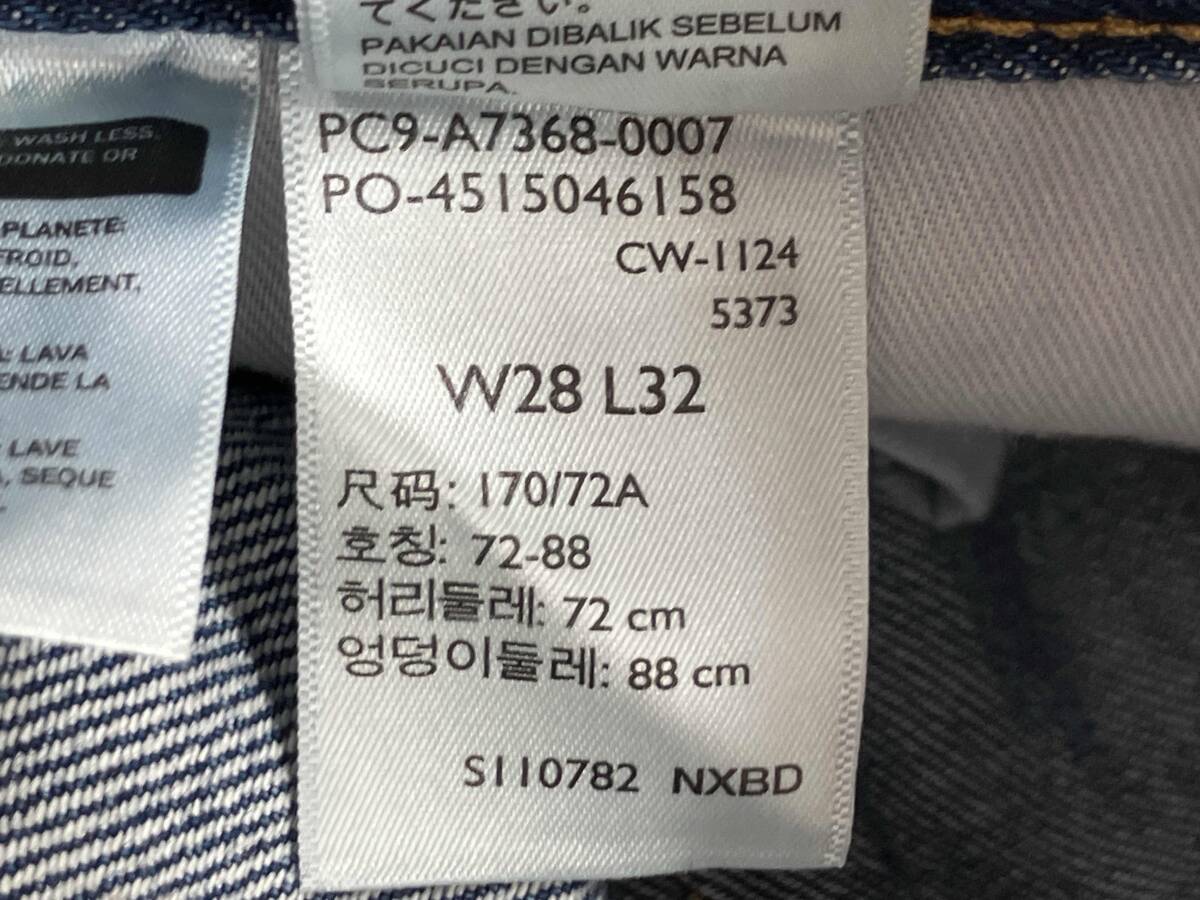 てください。
PAKAIAN DIBALIK SEBELUM
DICUCI DENGAN WARNA
SERUPA.
WASH LESS.
DONATE OR
PLANETE:
FROID,
ELLEMENT,
LAVA
ENDE LA
LAVE
SEQUE
PC9-A7368-0007
PO-4515046158
CW-1124
5373
W28 L32
尺码: 170/72A
호칭: 72-88
허리둘레: 72 cm
엉덩이둘레: 88 cm
S110782 NXBD